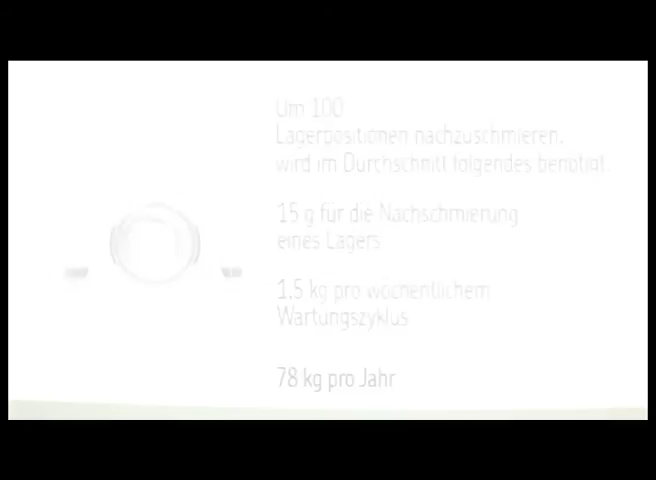 Um 100
Lagerpositionen nachzuschmieren,
wird im Durchschnitt folgendes benötigt
15 g für die Nachschmierung
eines Lagers
1.5 kg pro wöchentlichem
Wartungszyklus
78 kg pro Jahr